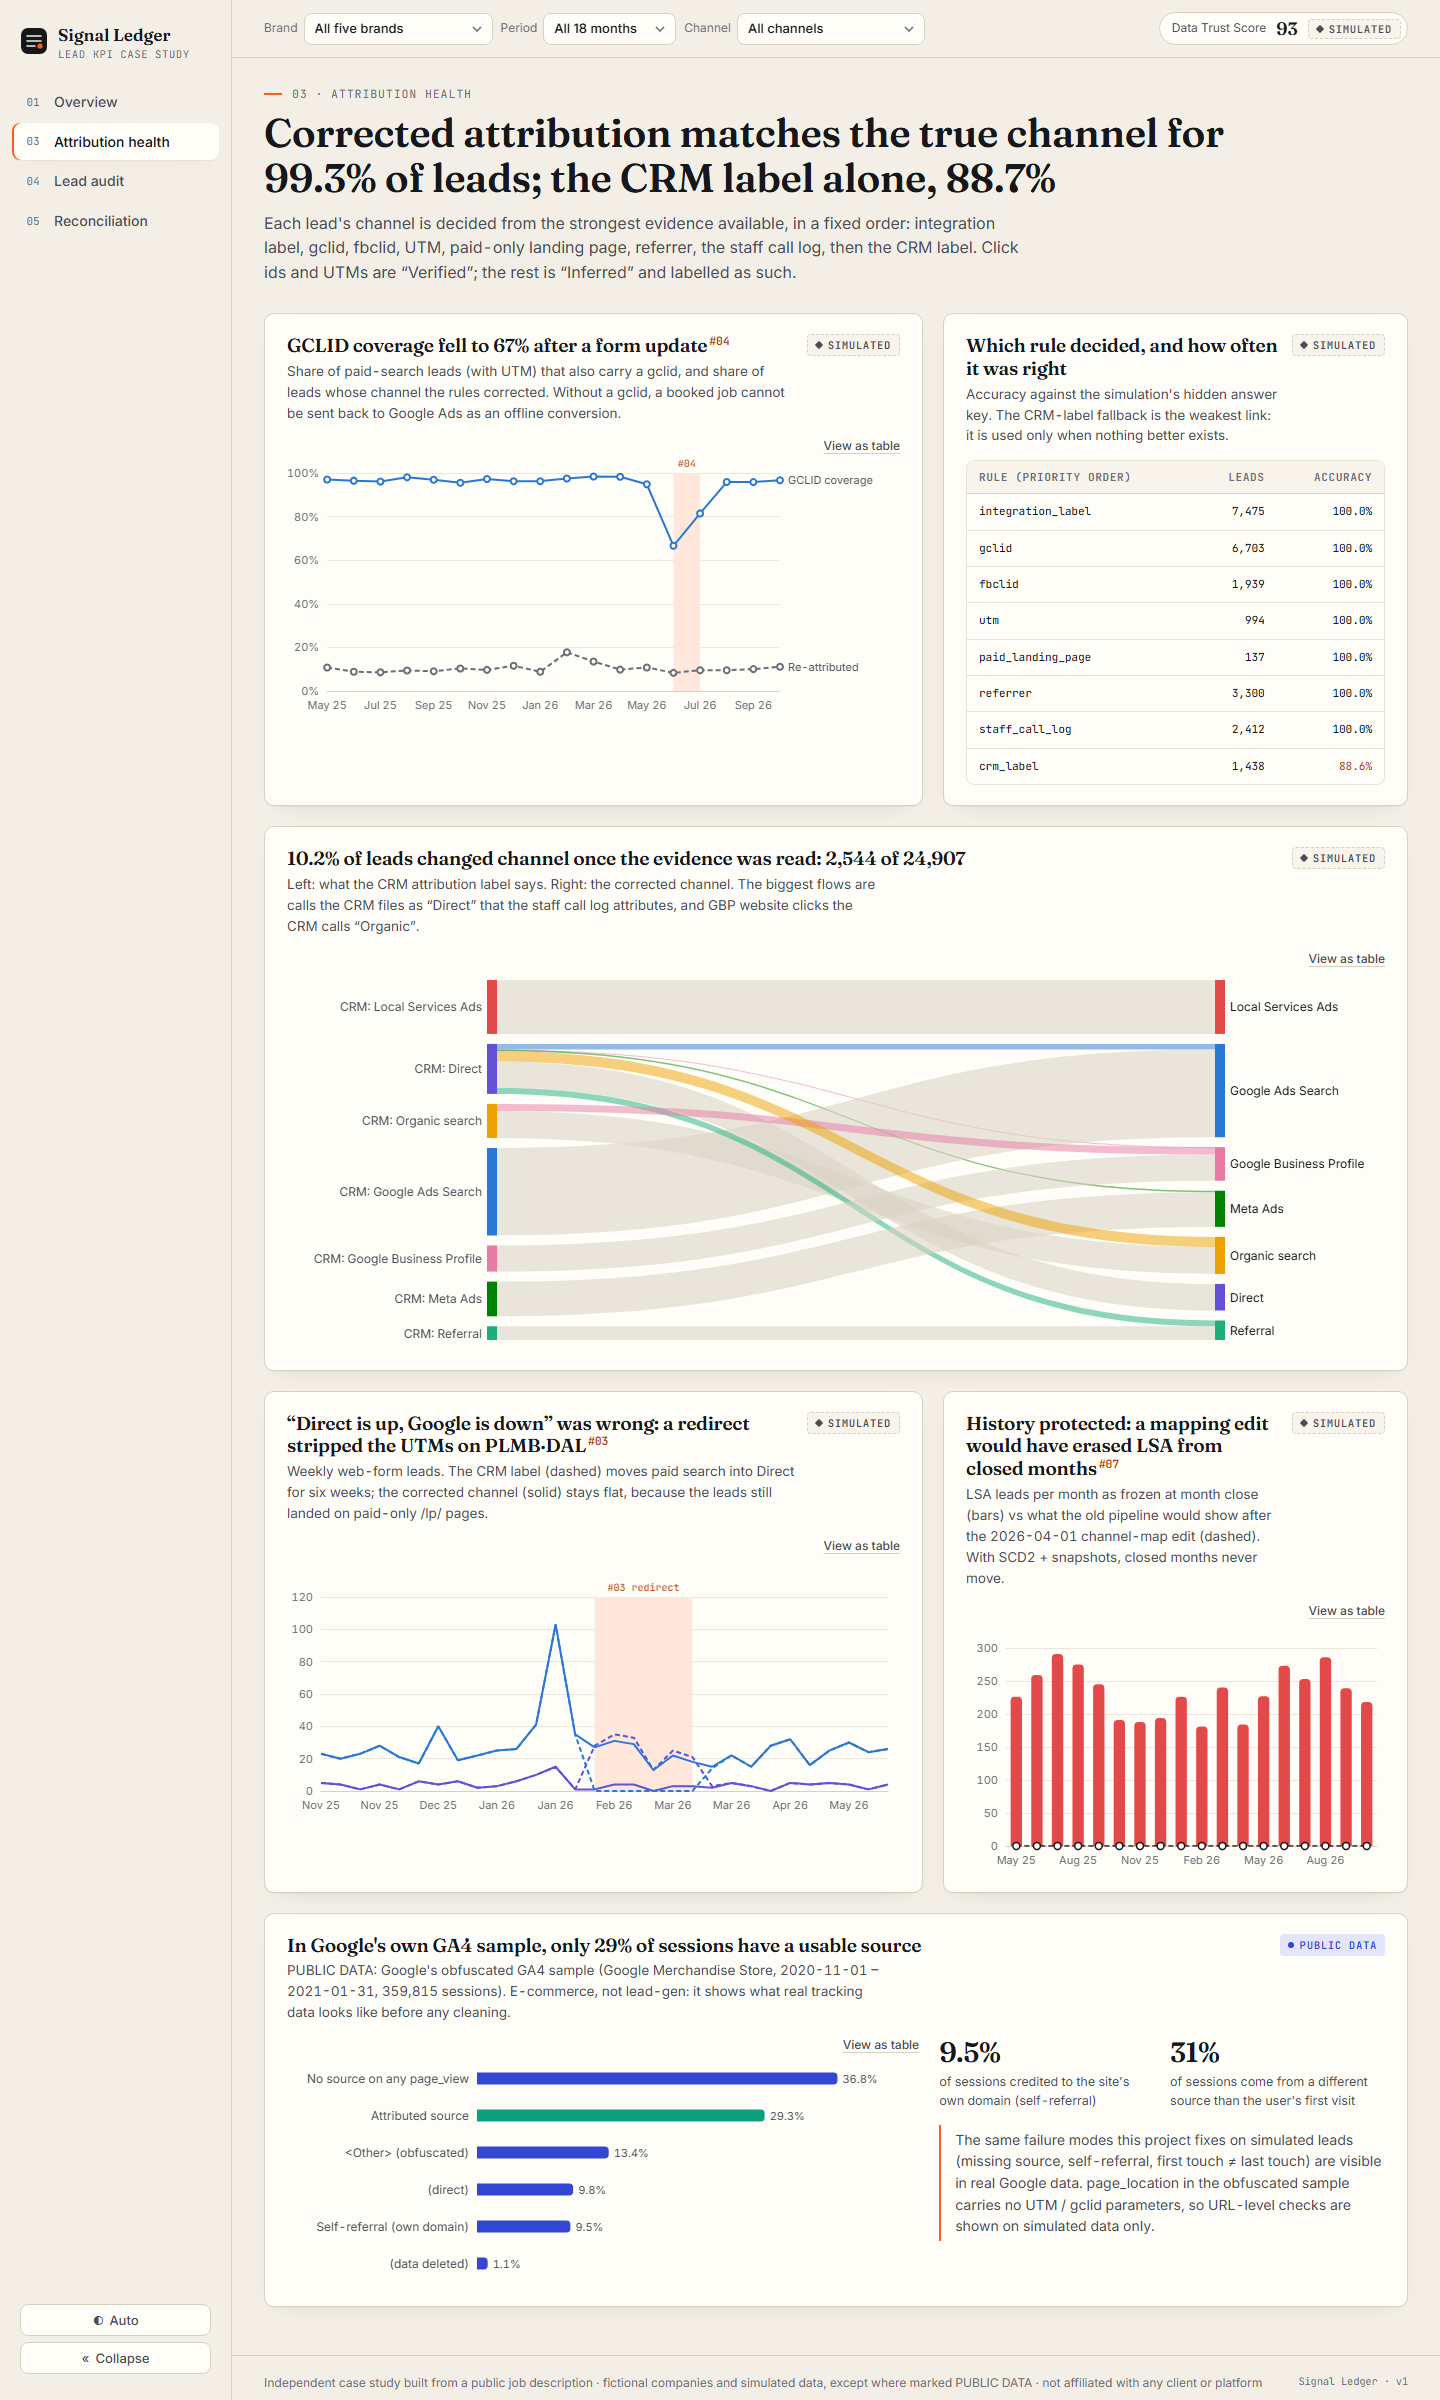 Signal Ledger
LEAD KPI CASE STUDY
01 Overview
03 Attribution health
04 Lead audit
05 Reconciliation
Brand All five brands Period All 18 months Channel All channels
Data Trust Score 93 ◆ SIMULATED
03 · ATTRIBUTION HEALTH
Corrected attribution matches the true channel for
99.3% of leads; the CRM label alone, 88.7%
Each lead's channel is decided from the strongest evidence available, in a fixed order: integration
label, gclid, fbclid, UTM, paid-only landing page, referrer, the staff call log, then the CRM label. Click
ids and UTMs are “Verified”; the rest is “Inferred” and labelled as such.
GCLID coverage fell to 67% after a form update #04
◆ SIMULATED
Share of paid-search leads (with UTM) that also carry a gclid, and share of
leads whose channel the rules corrected. Without a gclid, a booked job cannot
be sent back to Google Ads as an offline conversion.
View as table
#04
100%
80%
60%
40%
20%
0%
GCLID coverage
Re-attributed
May 25 Jul 25 Sep 25 Nov 25 Jan 26 Mar 26 May 26 Jul 26 Sep 26
Which rule decided, and how often
it was right
◆ SIMULATED
Accuracy against the simulation's hidden answer
key. The CRM-label fallback is the weakest link:
it is used only when nothing better exists.
RULE (PRIORITY ORDER) LEADS ACCURACY
integration_label 7,475 100.0%
gclid 6,703 100.0%
fbclid 1,939 100.0%
utm 994 100.0%
paid_landing_page 137 100.0%
referrer 3,300 100.0%
staff_call_log 2,412 100.0%
crm_label 1,438 88.6%
10.2% of leads changed channel once the evidence was read: 2,544 of 24,907
◆ SIMULATED
Left: what the CRM attribution label says. Right: the corrected channel. The biggest flows are
calls the CRM files as “Direct” that the staff call log attributes, and GBP website clicks the
CRM calls “Organic”.
View as table
CRM: Local Services Ads
CRM: Direct
CRM: Organic search
CRM: Google Ads Search
CRM: Google Business Profile
CRM: Meta Ads
CRM: Referral
Local Services Ads
Google Ads Search
Google Business Profile
Meta Ads
Organic search
Direct
Referral
“Direct is up, Google is down” was wrong: a redirect
stripped the UTMs on PLMB·DAL #03
◆ SIMULATED
Weekly web-form leads. The CRM label (dashed) moves paid search into Direct
for six weeks; the corrected channel (solid) stays flat, because the leads still
landed on paid-only /lp/ pages.
View as table
#03 redirect
120
100
80
60
40
20
0
Nov 25 Nov 25 Dec 25 Jan 26 Jan 26 Feb 26 Mar 26 Mar 26 Apr 26 May 26
History protected: a mapping edit
would have erased LSA from
closed months #07
◆ SIMULATED
LSA leads per month as frozen at month close
(bars) vs what the old pipeline would show after
the 2026-04-01 channel-map edit (dashed).
With SCD2 + snapshots, closed months never
move.
View as table
300
250
200
150
100
50
0
May 25 Aug 25 Nov 25 Feb 26 May 26 Aug 26
In Google's own GA4 sample, only 29% of sessions have a usable source
● PUBLIC DATA
PUBLIC DATA: Google's obfuscated GA4 sample (Google Merchandise Store, 2020-11-01 –
2021-01-31, 359,815 sessions). E-commerce, not lead-gen: it shows what real tracking
data looks like before any cleaning.
View as table
No source on any page_view 36.8%
Attributed source 29.3%
<Other> (obfuscated) 13.4%
(direct) 9.8%
Self-referral (own domain) 9.5%
(data deleted) 1.1%
9.5%
of sessions credited to the site's
own domain (self-referral)
31%
of sessions come from a different
source than the user's first visit
The same failure modes this project fixes on simulated leads
(missing source, self-referral, first touch ≠ last touch) are visible
in real Google data. page_location in the obfuscated sample
carries no UTM / gclid parameters, so URL-level checks are
shown on simulated data only.
◐ Auto
« Collapse
Independent case study built from a public job description · fictional companies and simulated data, except where marked PUBLIC DATA · not affiliated with any client or platform
Signal Ledger · v1